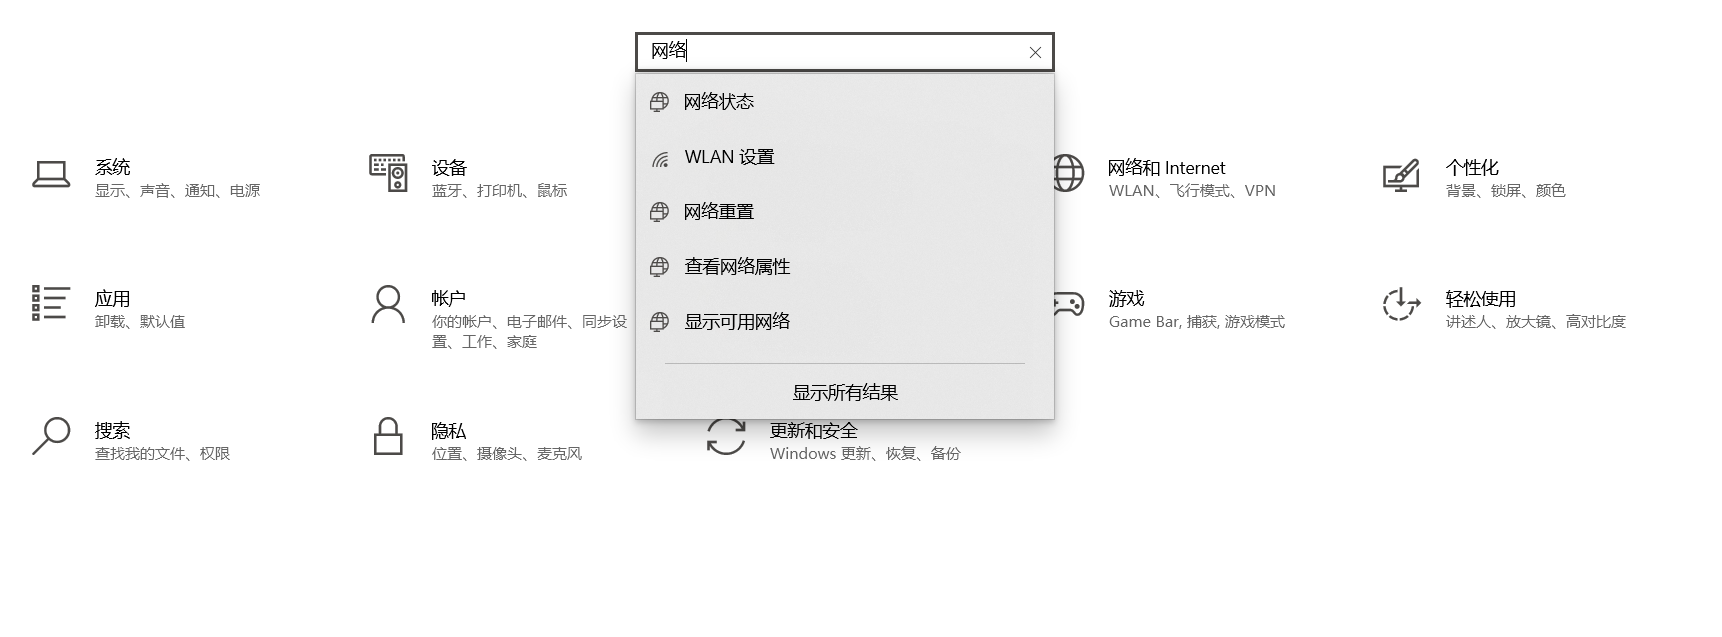 网络
网络状态
WLAN 设置
网络重置
查看网络属性
显示可用网络
显示所有结果
系统
显示、声音、通知、电源
设备
蓝牙、打印机、鼠标
网络和 Internet
WLAN、飞行模式、VPN
个性化
背景、锁屏、颜色
应用
卸载、默认值
帐户
你的帐户、电子邮件、同步设
置、工作、家庭
游戏
Game Bar, 捕获, 游戏模式
轻松使用
讲述人、放大镜、高对比度
搜索
查找我的文件、权限
隐私
位置、摄像头、麦克风
更新和安全
Windows 更新、恢复、备份